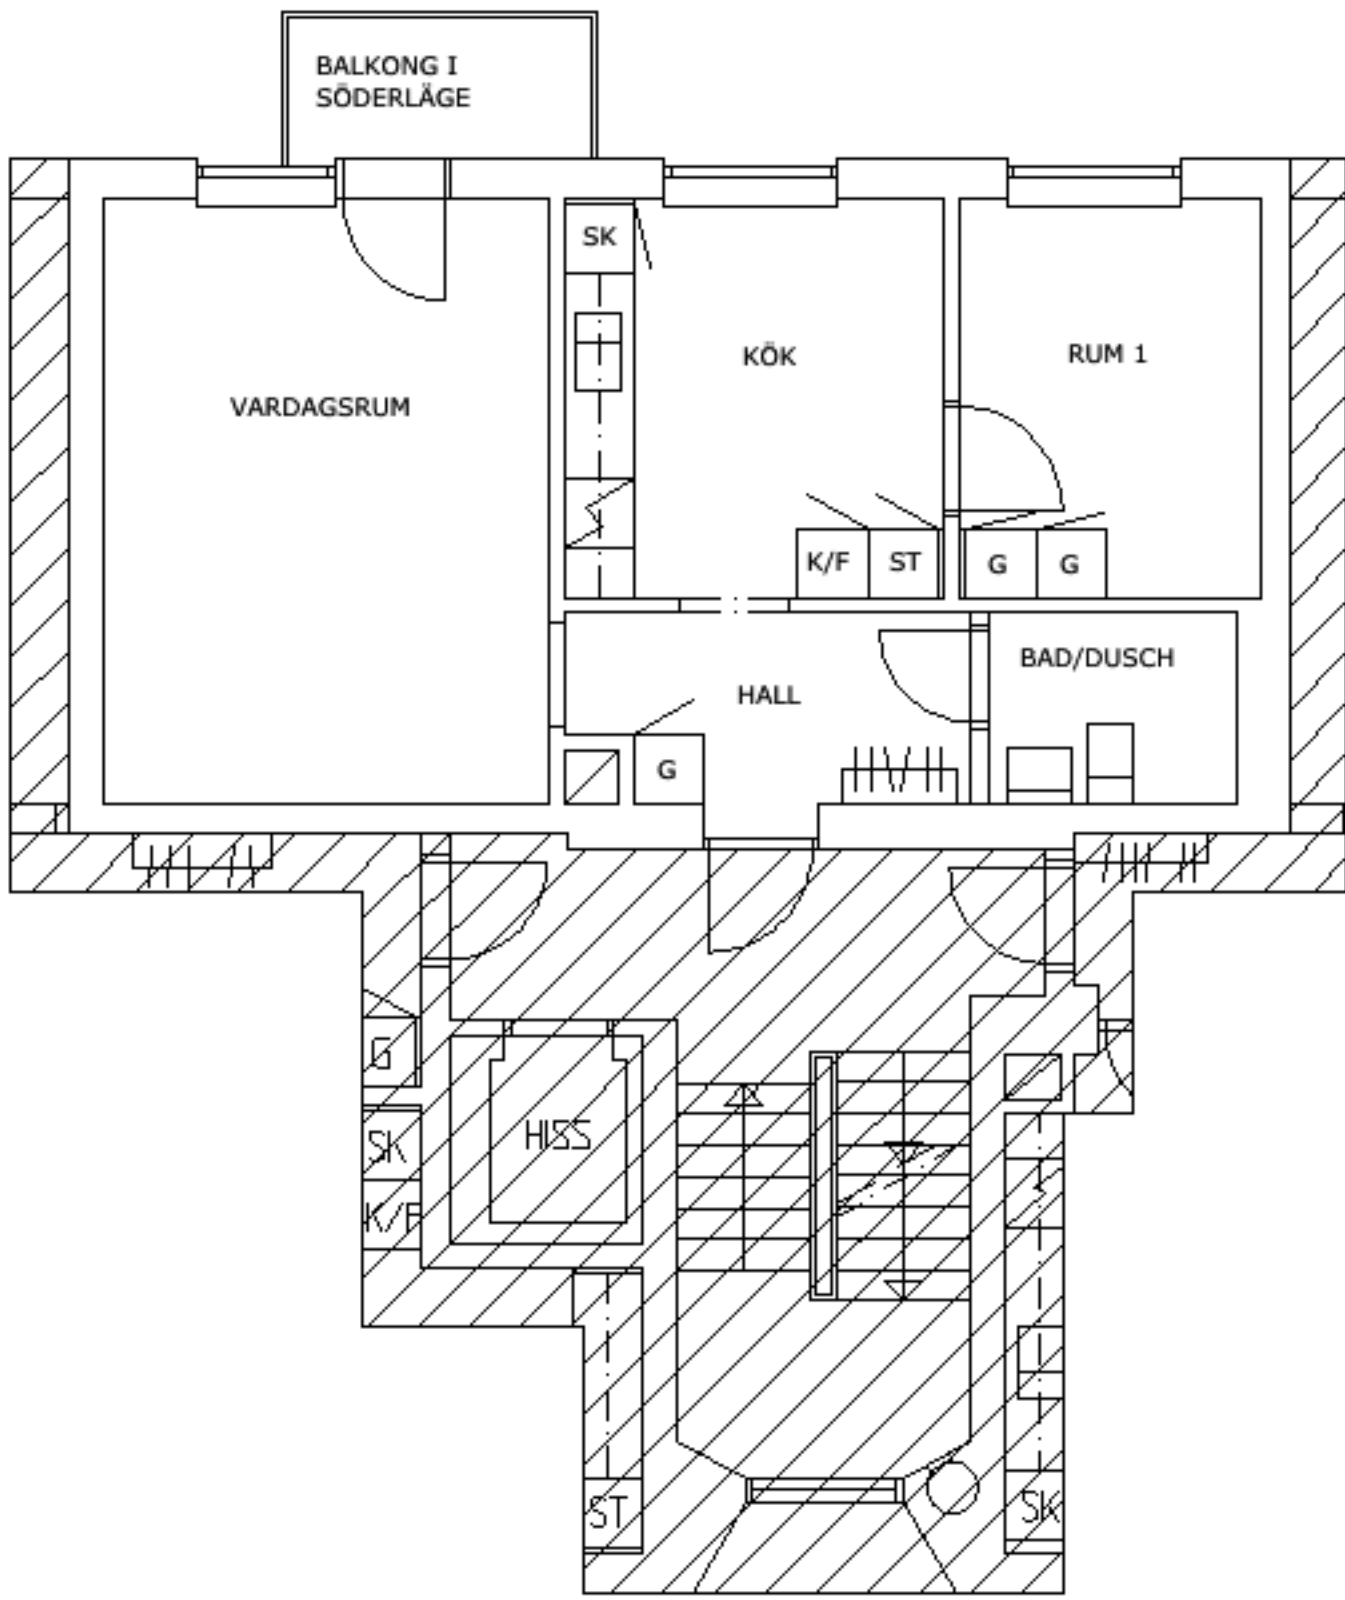 BALKONG I
SÖDERLÄGE
SK
KÖK
RUM 1
VARDAGSRUM
K/F
ST
G
G
BAD/DUSCH
HALL
G
G
HISS
SK
K/F
ST
SK